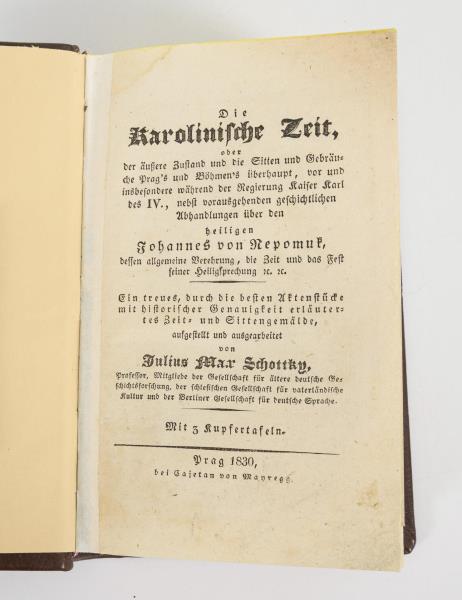 Die
Karolinische Zeit,
oder
der äußere Zustand und die Sitten und Gebräu-
che Prag's und Böhmen's überhaupt, vor und
insbesondere während der Regierung Kaiser Karl
des IV., nebst vorausgehenden geschichtlichen
Abhandlungen über den
heiligen
Johannes von Nepomuk,
dessen allgemeine Verehrung, die Zeit und das Fest
seiner Heiligsprechung ꝛc. ꝛc.
Ein treues, durch die besten Aktenstücke
mit historischer Genauigkeit erläuter-
tes Zeit- und Sittengemälde,
aufgestellt und ausgearbeitet
von
Julius Max Schottky,
Professor, Mitgliede der Gesellschaft für ältere deutsche Ge-
schichtsforschung, der schlesischen Gesellschaft für vaterländische
Kultur und der Berliner Gesellschaft für deutsche Sprache.
Mit 3 Kupfertafeln.
Prag 1830,
bei Cajetan von Mayregg.